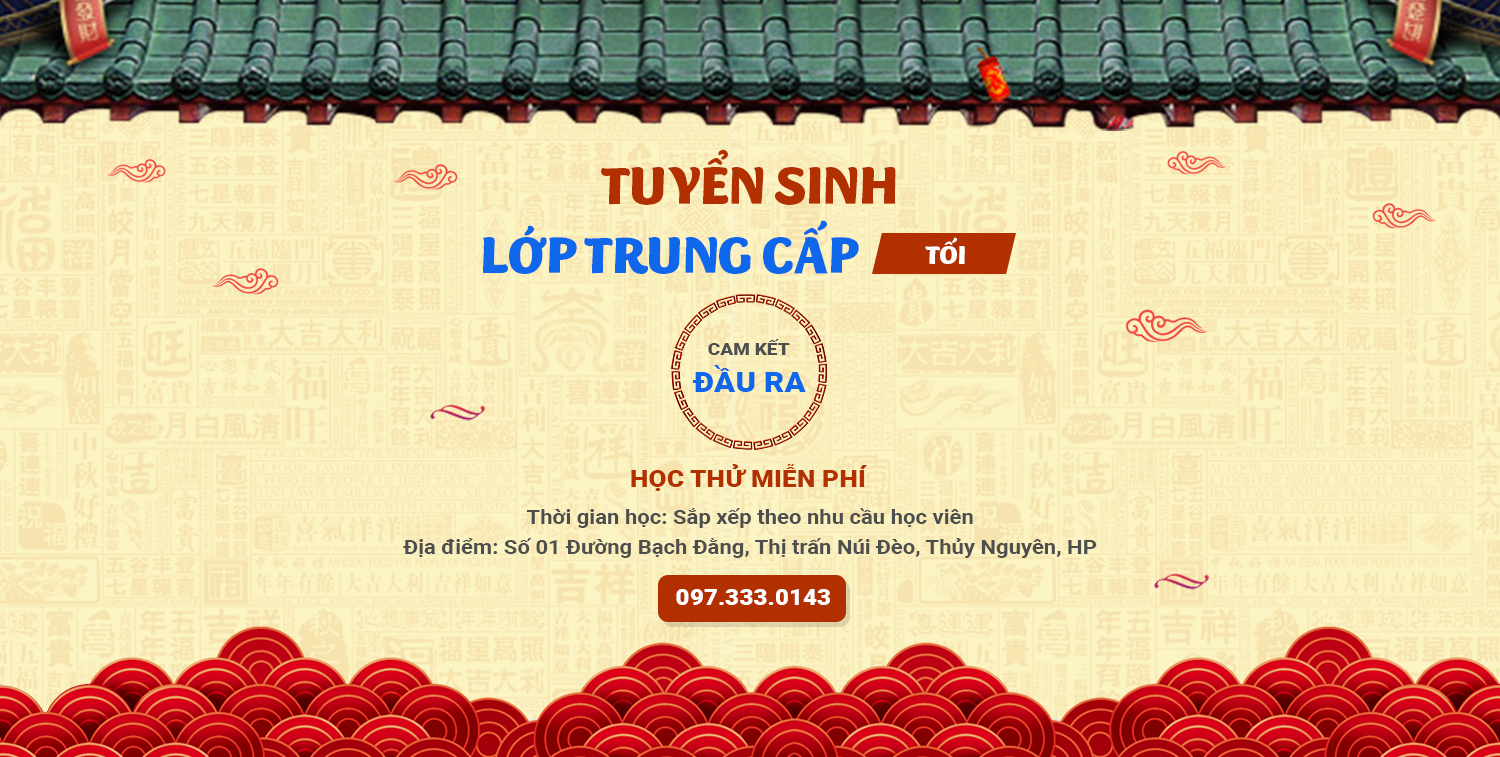 TUYỂN SINH
LỚP TRUNG CẤP TỐI
CAM KẾT
ĐẦU RA
HỌC THỬ MIỄN PHÍ
Thời gian học: Sắp xếp theo nhu cầu học viên
Địa điểm: Số 01 Đường Bạch Đằng, Thị trấn Núi Đèo, Thủy Nguyên, HP
097.333.0143